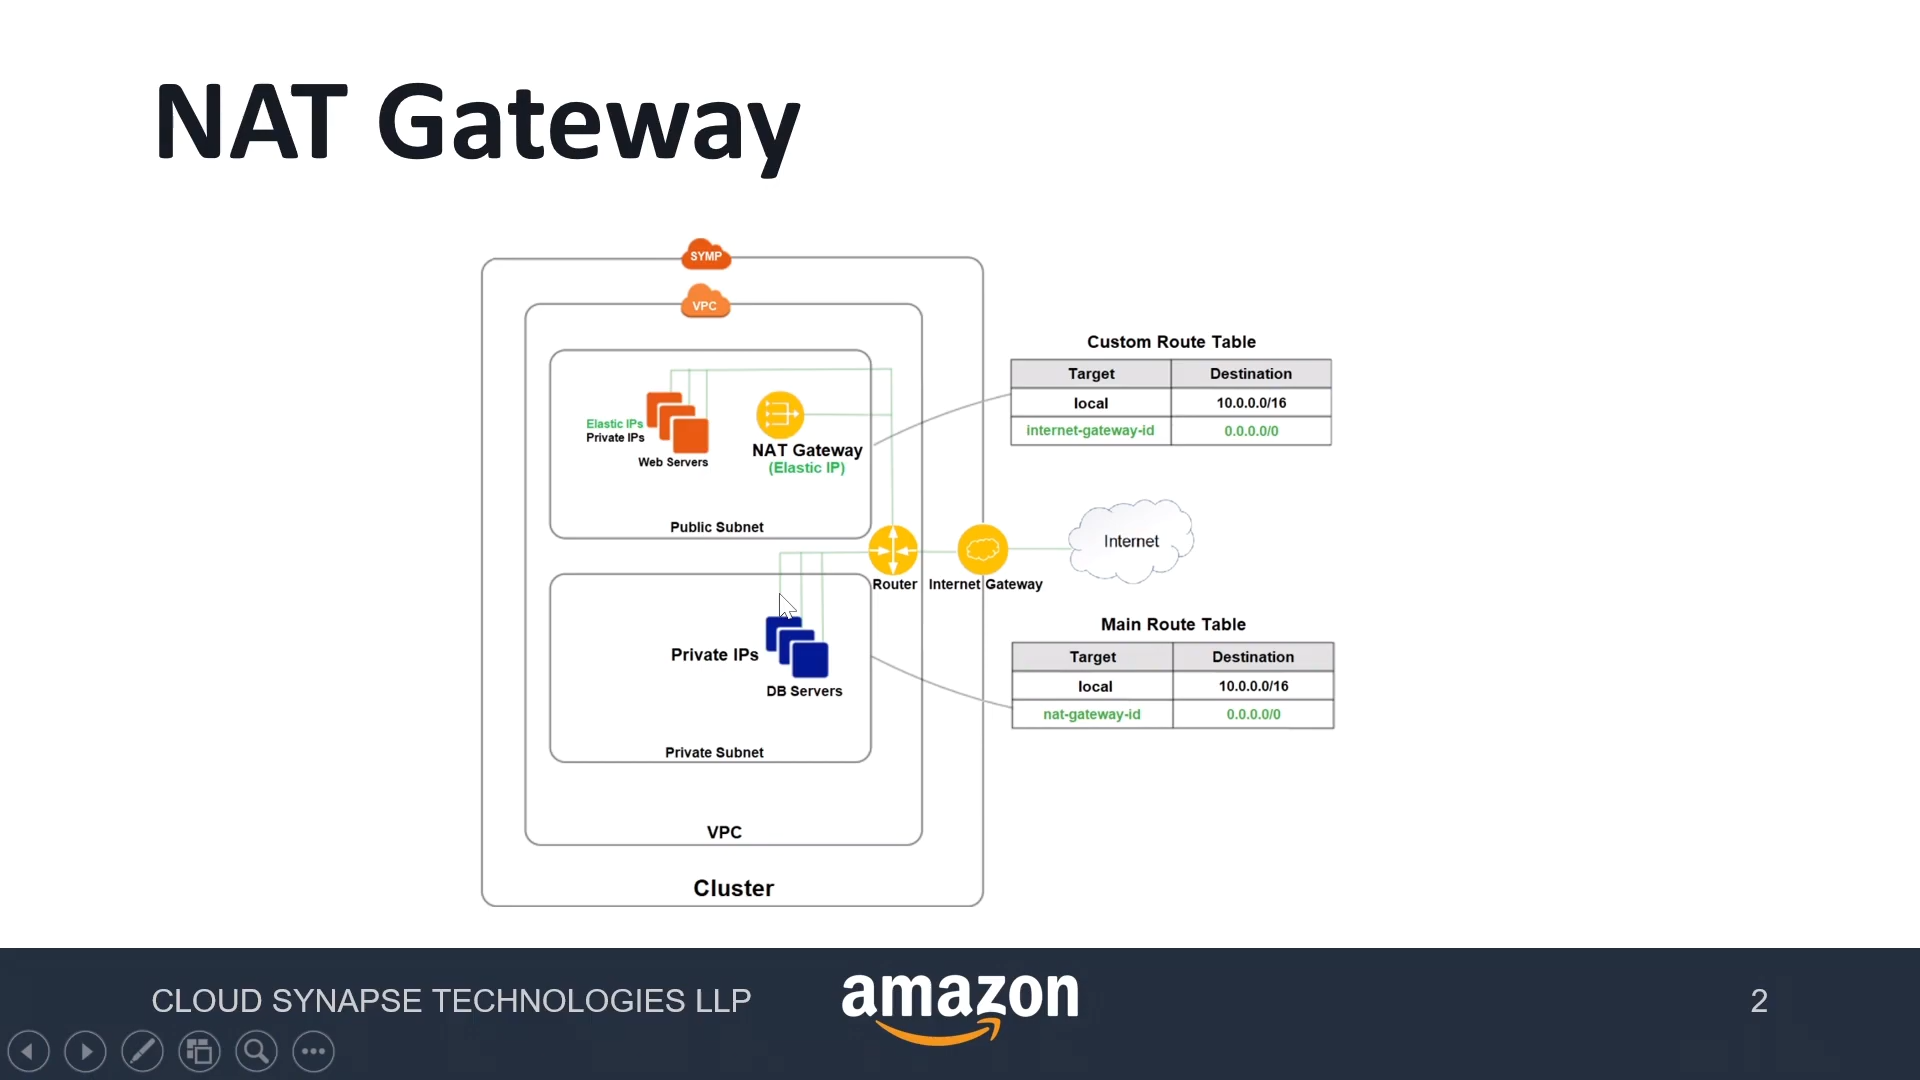 NAT Gateway
SYMP
VPC
Custom Route Table
Target Destination
local 10.0.0.0/16
internet-gateway-id 0.0.0.0/0
Elastic IPs
Private IPs
Web Servers
NAT Gateway
(Elastic IP)
Public Subnet
Internet
Router
Internet Gateway
Main Route Table
Target Destination
local 10.0.0.0/16
nat-gateway-id 0.0.0.0/0
Private IPs
DB Servers
Private Subnet
VPC
Cluster
CLOUD SYNAPSE TECHNOLOGIES LLP
amazon
2